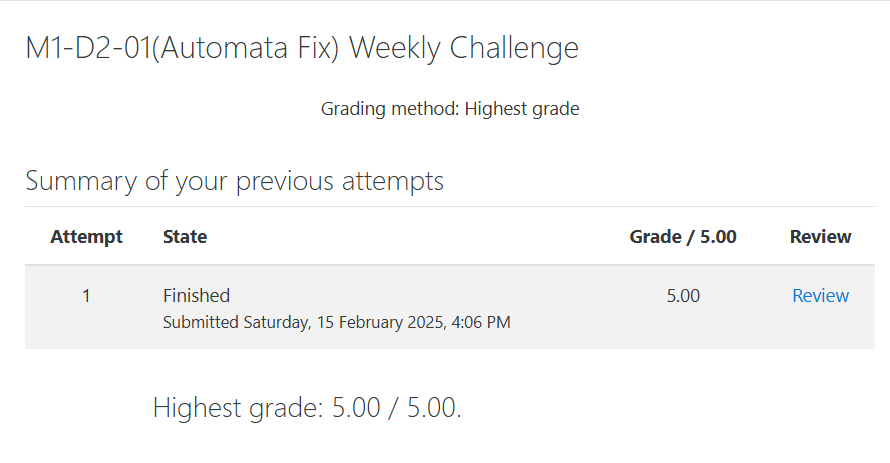 M1-D2-01(Automata Fix) Weekly Challenge
Grading method: Highest grade
Summary of your previous attempts
Attempt State Grade / 5.00 Review
1 Finished 5.00 Review
Submitted Saturday, 15 February 2025, 4:06 PM
Highest grade: 5.00 / 5.00.